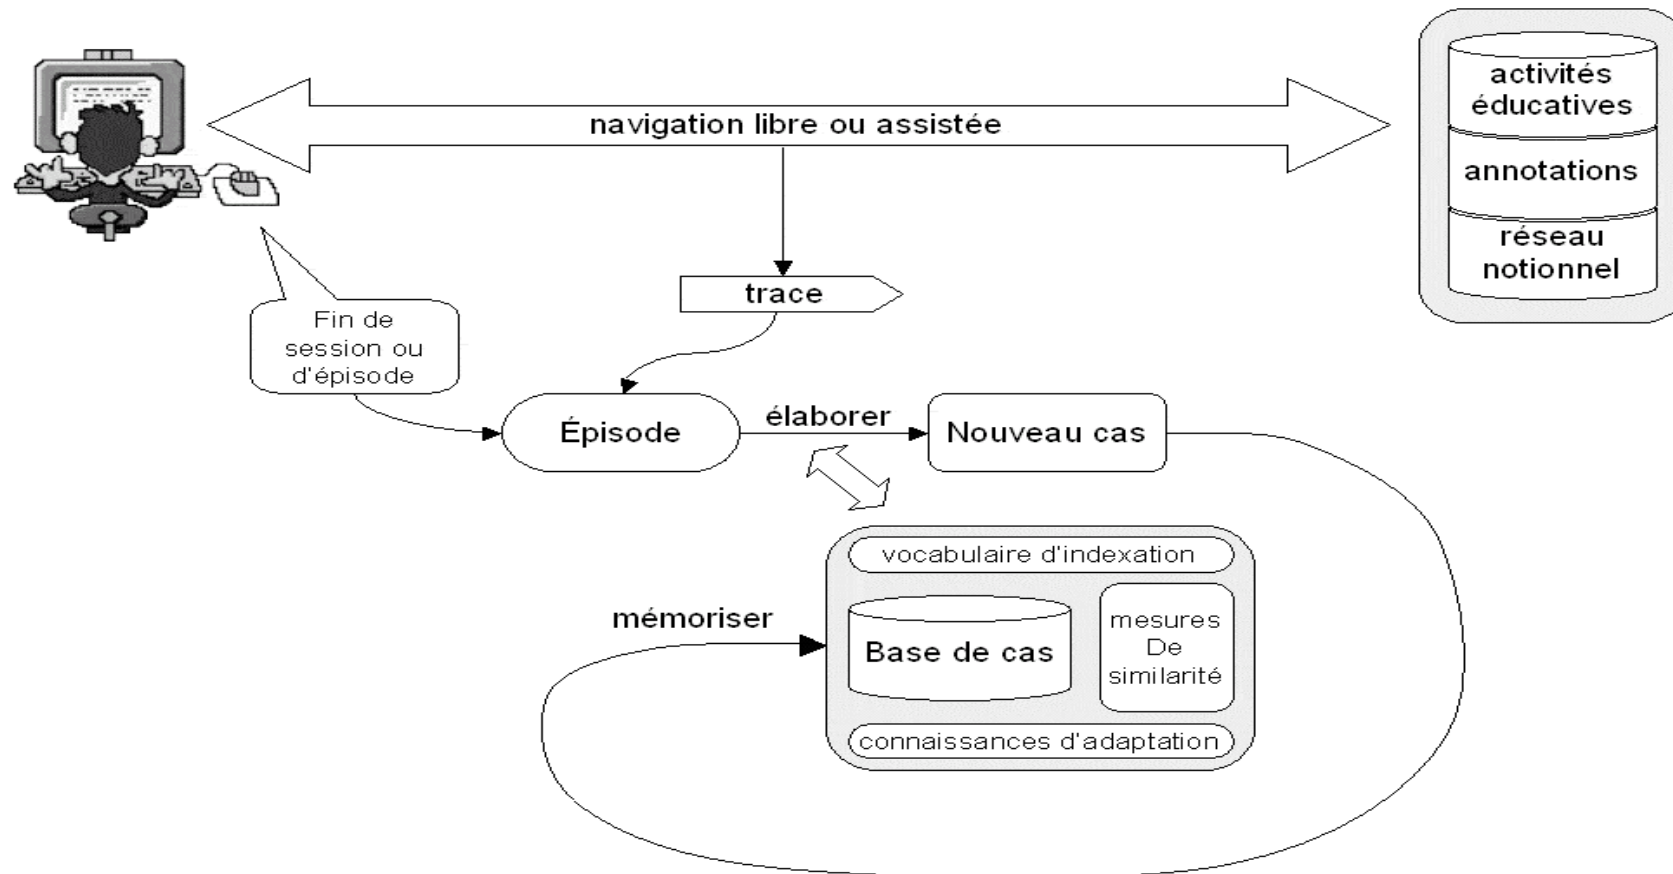 activités
éducatives
navigation libre ou assistée
annotations
réseau
notionnel
trace
Fin de
session ou
d'épisode
Épisode
élaborer
Nouveau cas
vocabulaire d'indexation
mémoriser
Base de cas
mesures
De
similarité
connaissances d'adaptation